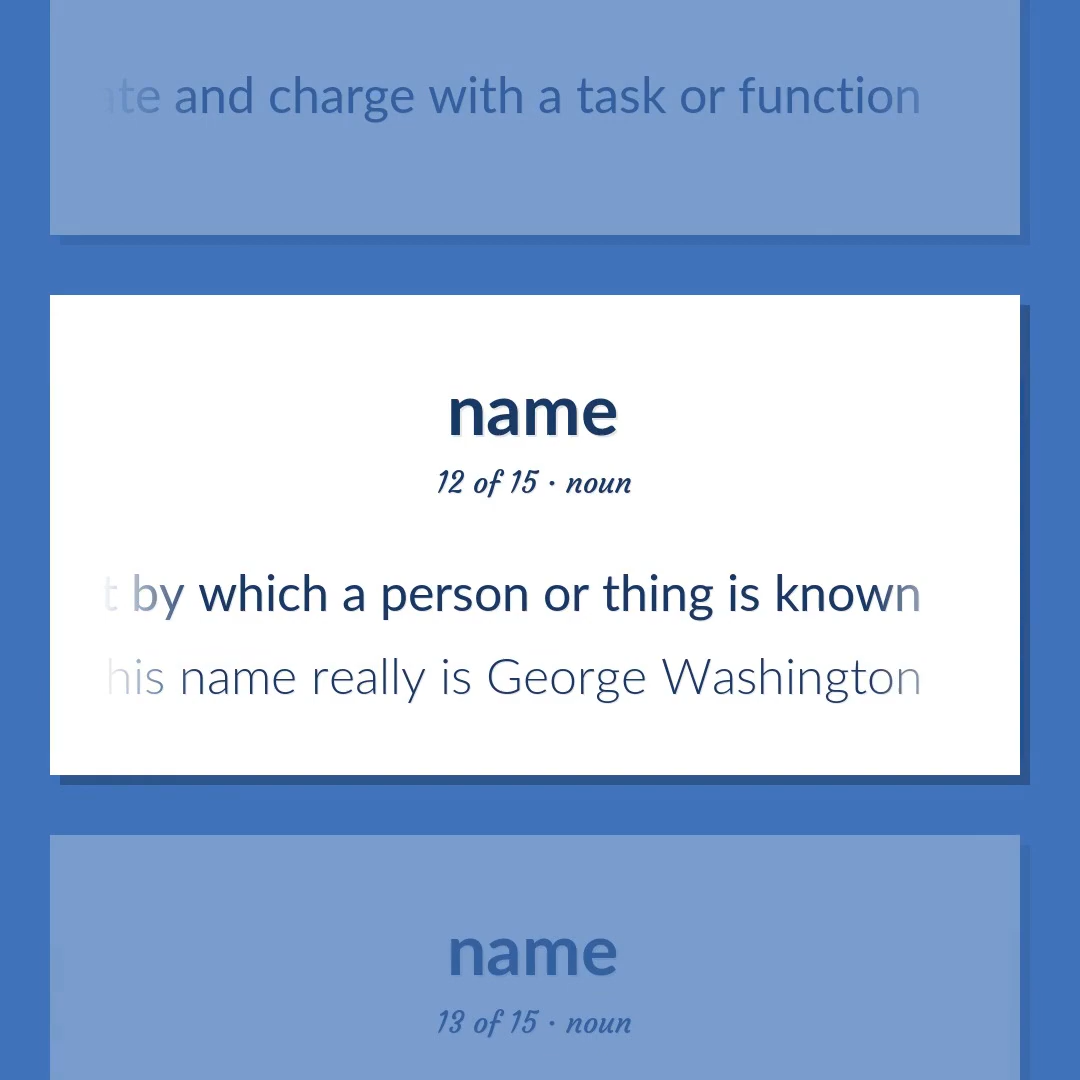 and charge with a task or function
name
12 of 15 · noun
by which a person or thing is known
his name really is George Washington
name
13 of 15 · noun